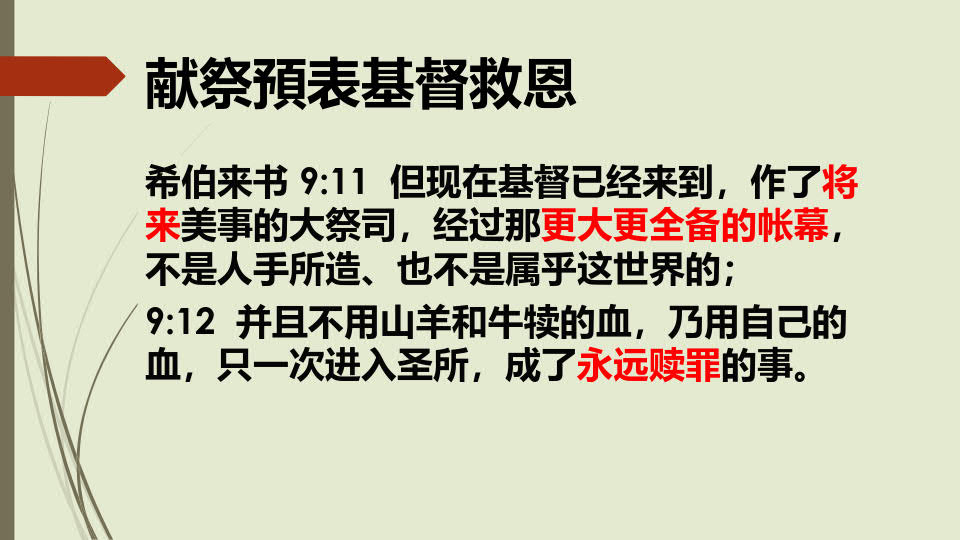 献祭預表基督救恩
希伯来书 9:11 但现在基督已经来到，作了将
来美事的大祭司，经过那更大更全备的帐幕，
不是人手所造、也不是属乎这世界的；
9:12 并且不用山羊和牛犊的血，乃用自己的
血，只一次进入圣所，成了永远赎罪的事。